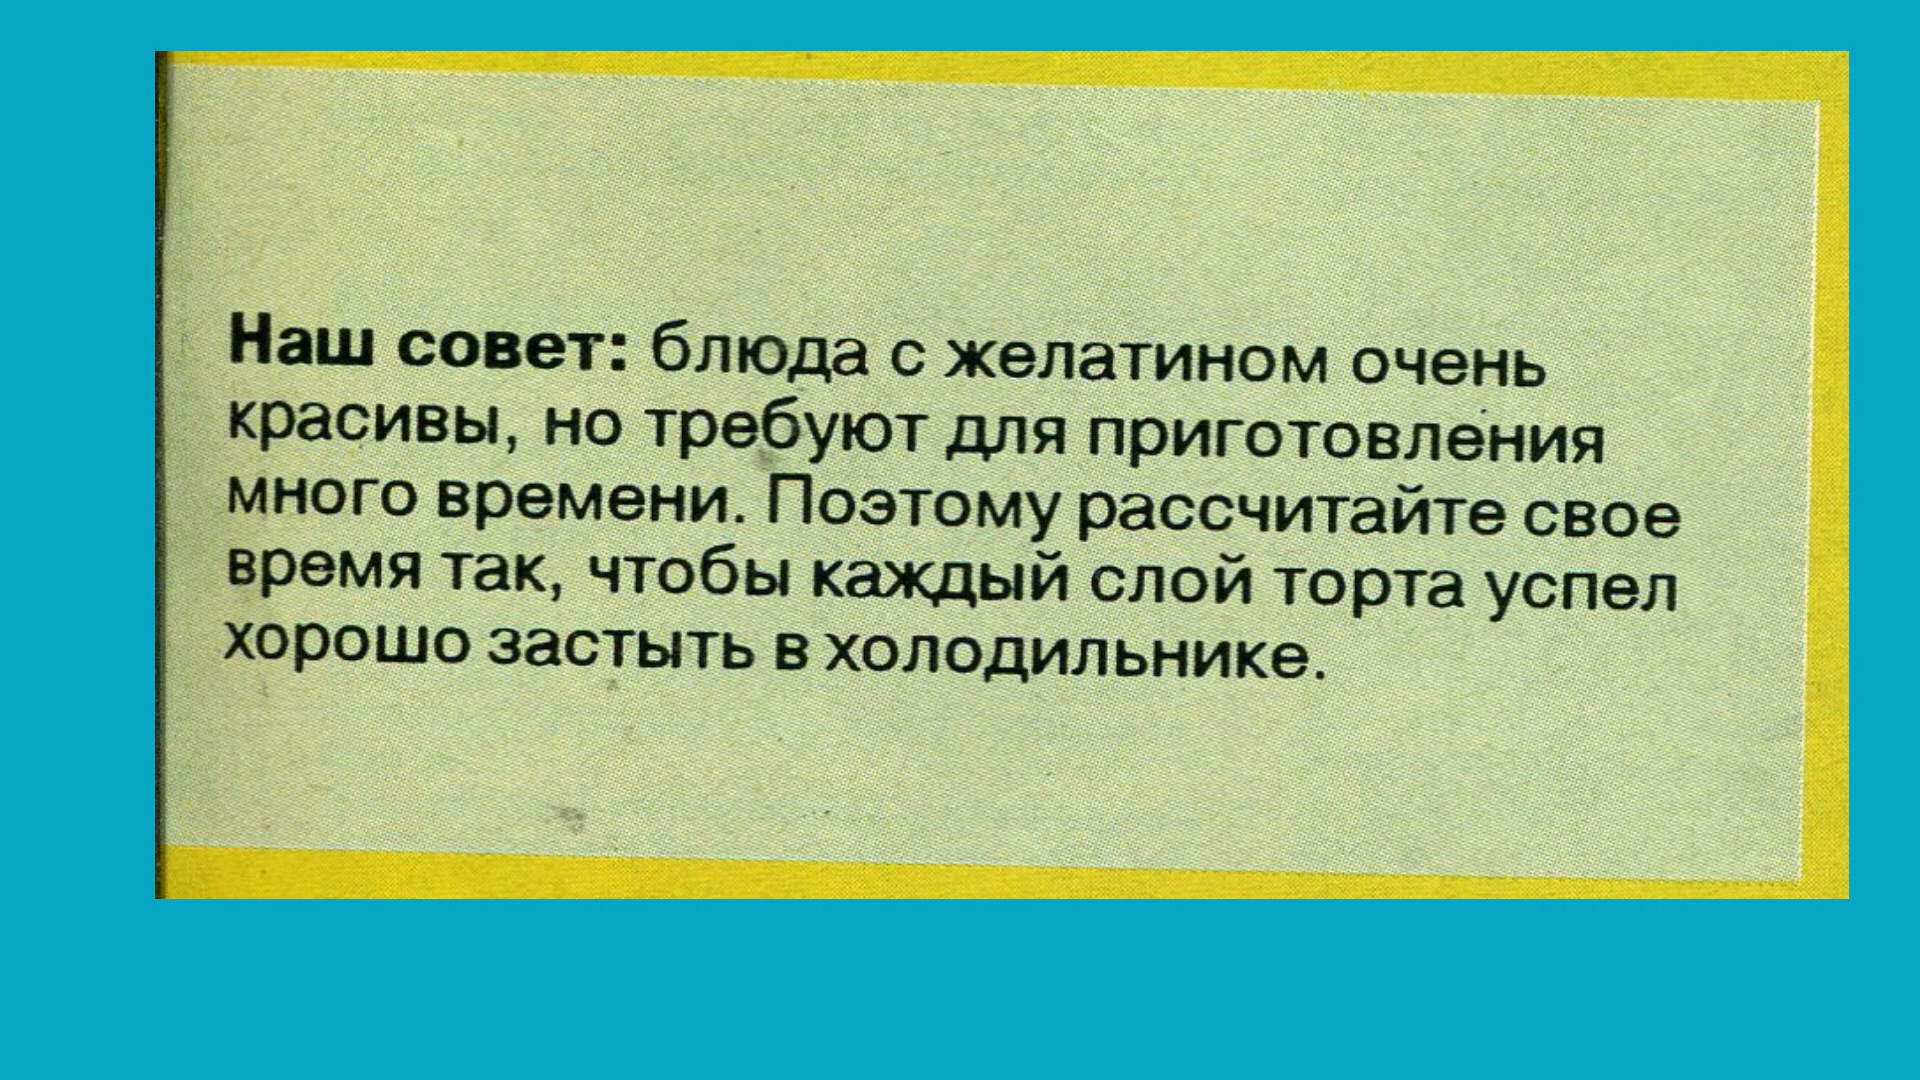 Наш совет: блюда с желатином очень
красивы, но требуют для приготовления
много времени. Поэтому рассчитайте свое
время так, чтобы каждый слой торта успел
хорошо застыть в холодильнике.